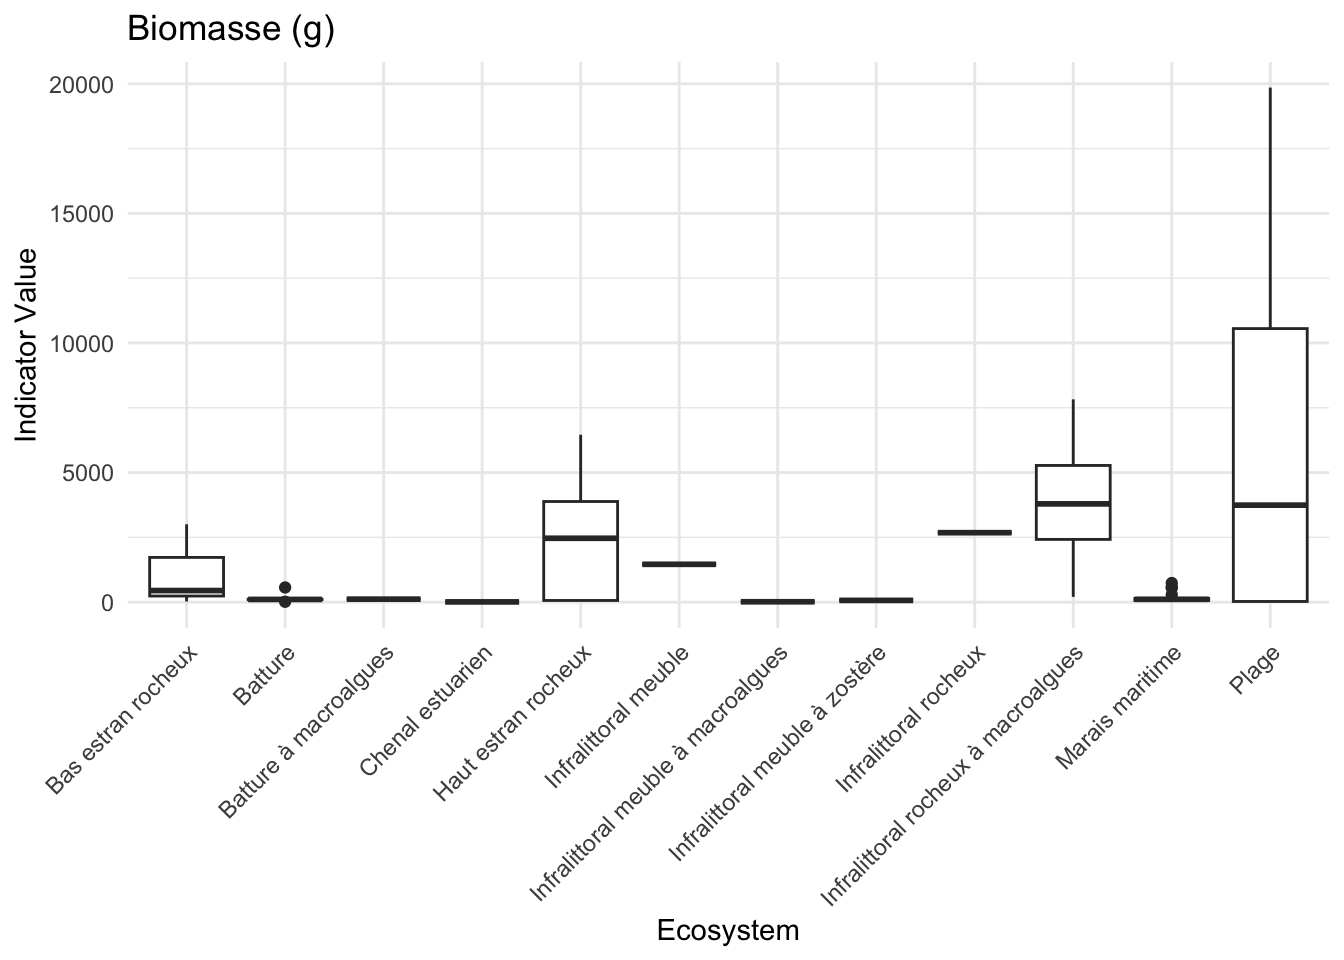 Biomasse (g)
Indicator Value
20000
15000
10000
5000
0
Bas estran rocheux
Batture
Batture à macroalgues
Chenal estuarien
Haut estran rocheux
Infralittoral meuble
Infralittoral meuble à macroalgues
Infralittoral meuble à zostère
Infralittoral rocheux
Infralittoral rocheux à macroalgues
Marais maritime
Plage
Ecosystem